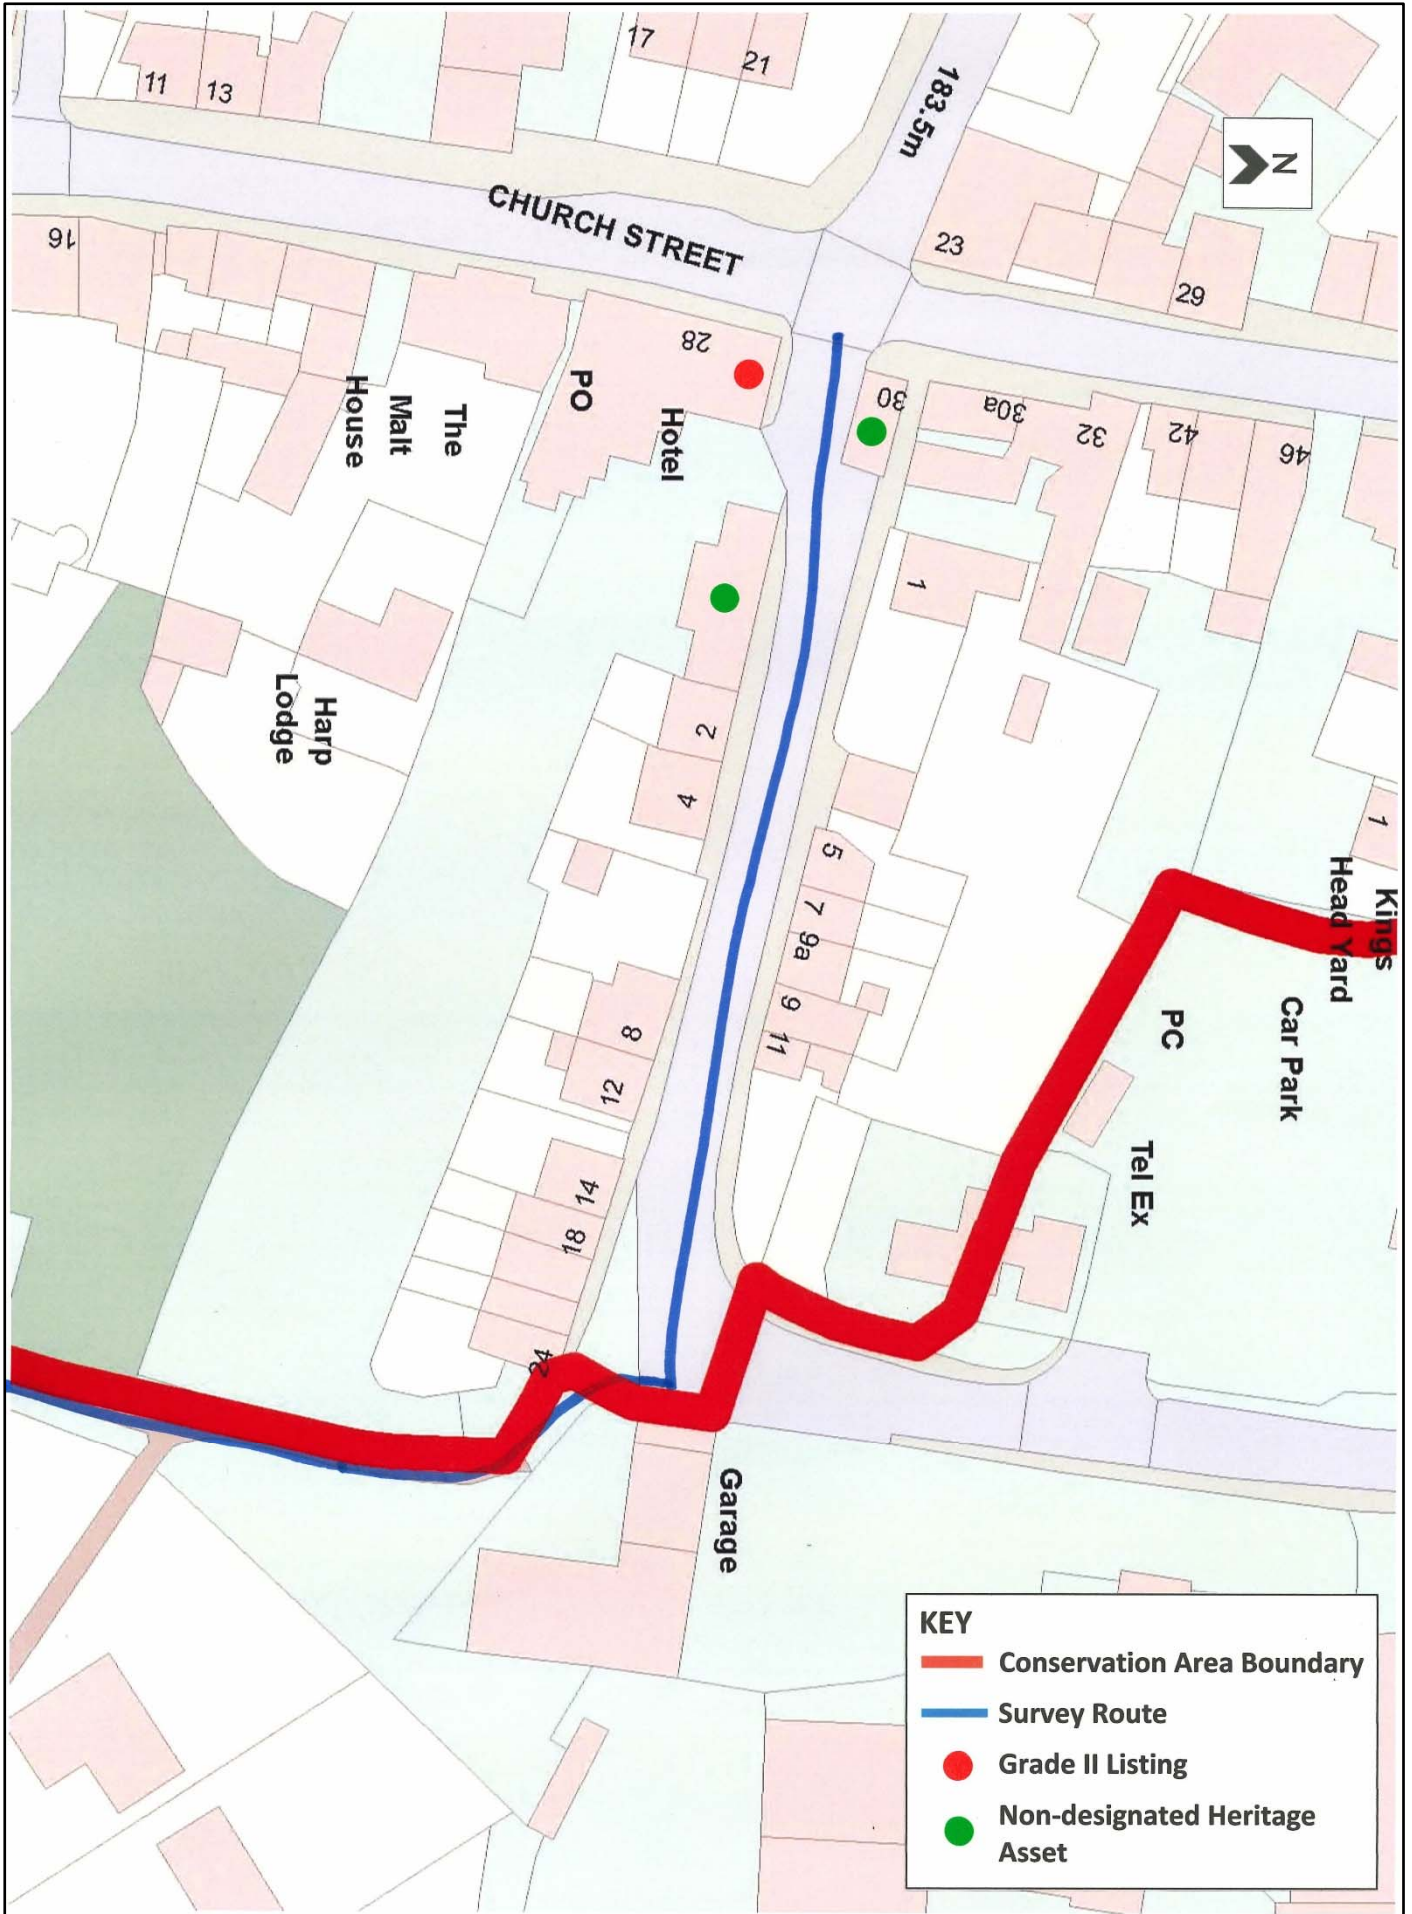 17
21
11
13
183.5m
N
CHURCH STREET
23
29
16
28
30
30a
32
42
46
PO
Hotel
The
Malt
House
1
Harp
Lodge
2
4
1
5
7
9a
9
11
Kings
Head Yard
Car Park
PC
Tel Ex
8
12
14
18
24
Garage
KEY
Conservation Area Boundary
Survey Route
Grade II Listing
Non-designated Heritage
Asset